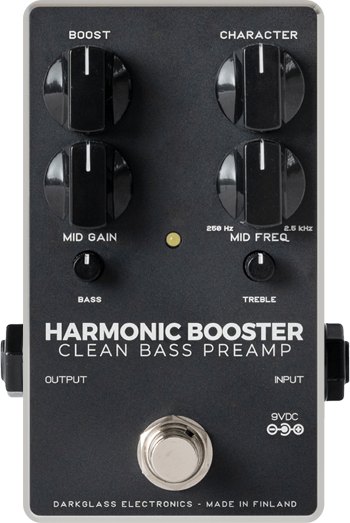 BOOST CHARACTER
250 Hz 2.5 kHz
MID GAIN MID FREQ
BASS TREBLE
HARMONIC BOOSTER
CLEAN BASS PREAMP
OUTPUT INPUT
9VDC
DARKGLASS ELECTRONICS - MADE IN FINLAND